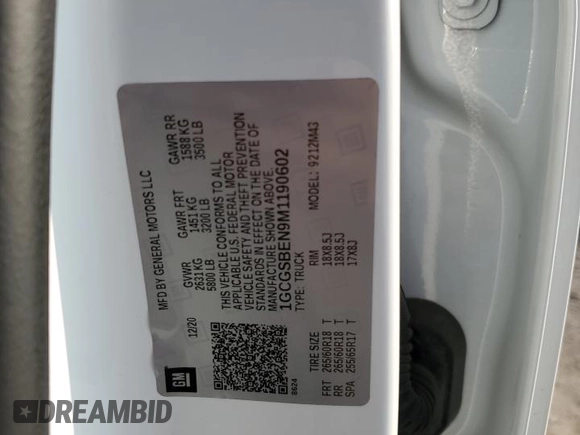 MFD BY GENERAL MOTORS LLC
12/20
GVWR GAWR FRT GAWR RR
2631 KG 1451 KG 1588 KG
5800 LB 3200 LB 3500 LB
THIS VEHICLE CONFORMS TO ALL
APPLICABLE U.S. FEDERAL MOTOR
VEHICLE SAFETY AND THEFT PREVENTION
STANDARDS IN EFFECT ON THE DATE OF
MANUFACTURE SHOWN ABOVE.
1GCGSBEN9M1190602
TYPE: TRUCK MODEL: 9212M43
GM
8624
TIRE SIZE RIM
FRT 265/60R18 T 18X8.5J
RR 265/60R18 T 18X8.5J
SPA 255/65R17 T 17X8J
DREAMBID